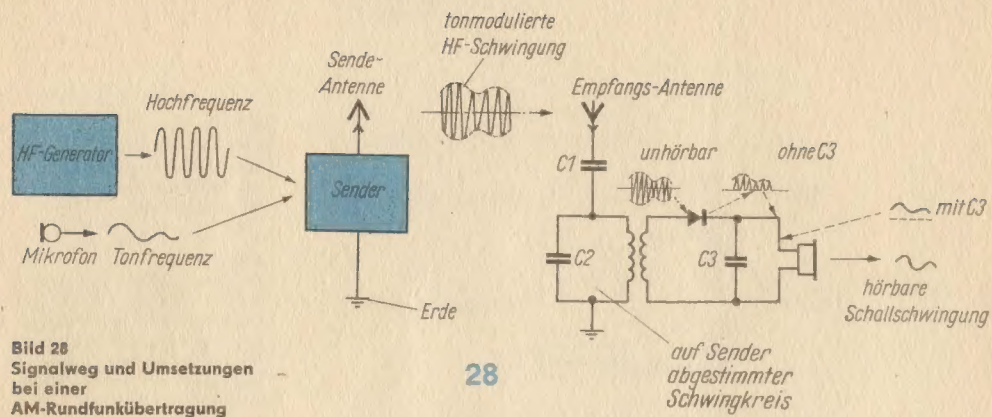 tonmodulierte
HF-Schwingung
Sende-
Antenne
Empfangs-Antenne
Hochfrequenz
HF-Generator
C1
unhörbar
ohne C3
Sender
mit C3
Mikrofon Tonfrequenz
C2
C3
Erde
hörbare
Schallschwingung
auf Sender
abgestimmter
Schwingkreis
Bild 28
Signalweg und Umsetzungen
bei einer
AM-Rundfunkübertragung
28